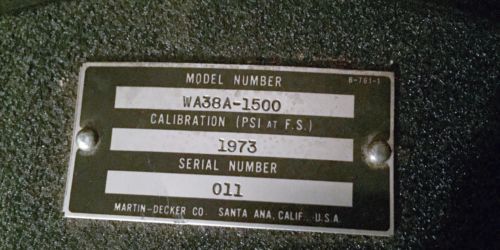 MODEL NUMBER
B-761-1
WA38A-1500
CALIBRATION (PSI AT F.S.)
1973
SERIAL NUMBER
011
MARTIN-DECKER CO. SANTA ANA, CALIF., U.S.A.